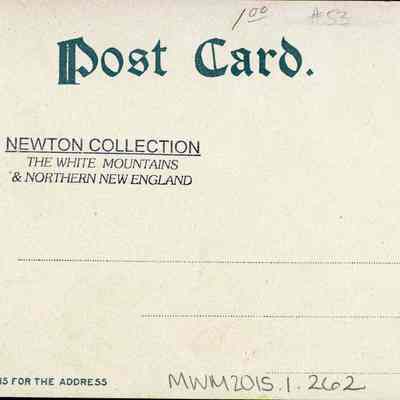 1.00 #53
Post Card.
NEWTON COLLECTION
THE WHITE MOUNTAINS
& NORTHERN NEW ENGLAND
IS FOR THE ADDRESS
MWM2015.1.262